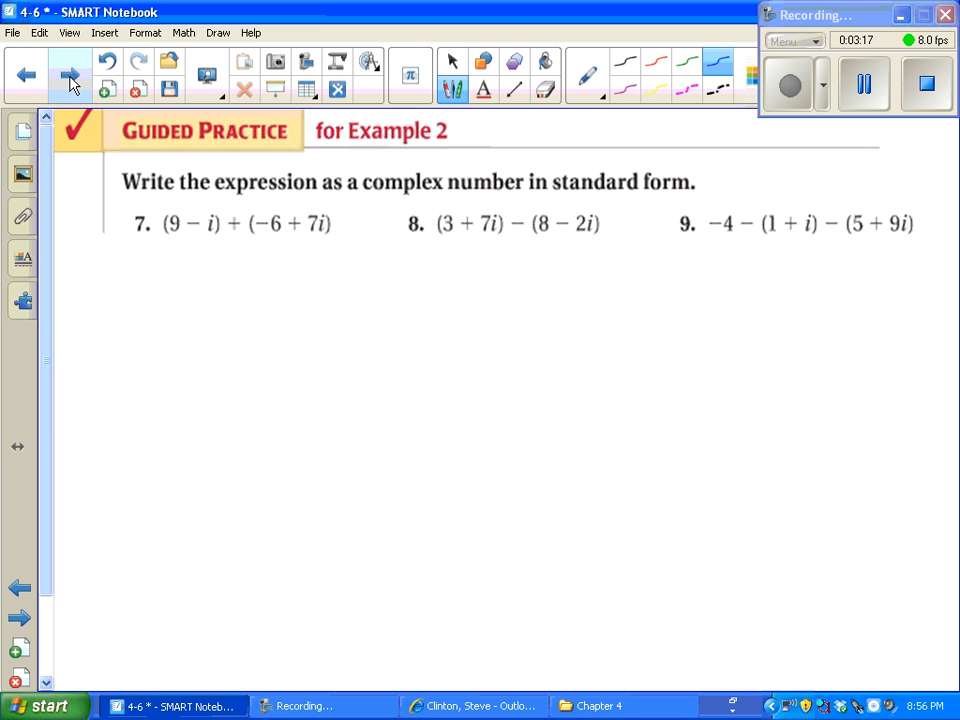 4-6 * - SMART Notebook
Recording...
File Edit View Insert Format Math Draw Help
Menu 00:03:17 8.0 fps
GUIDED PRACTICE for Example 2
Write the expression as a complex number in standard form.
7. (9 − i) + (−6 + 7i) 8. (3 + 7i) − (8 − 2i) 9. −4 − (1 + i) − (5 + 9i)
start 4-6 * - SMART Noteb... Recording... Clinton, Steve - Outlo... Chapter 4 8:56 PM